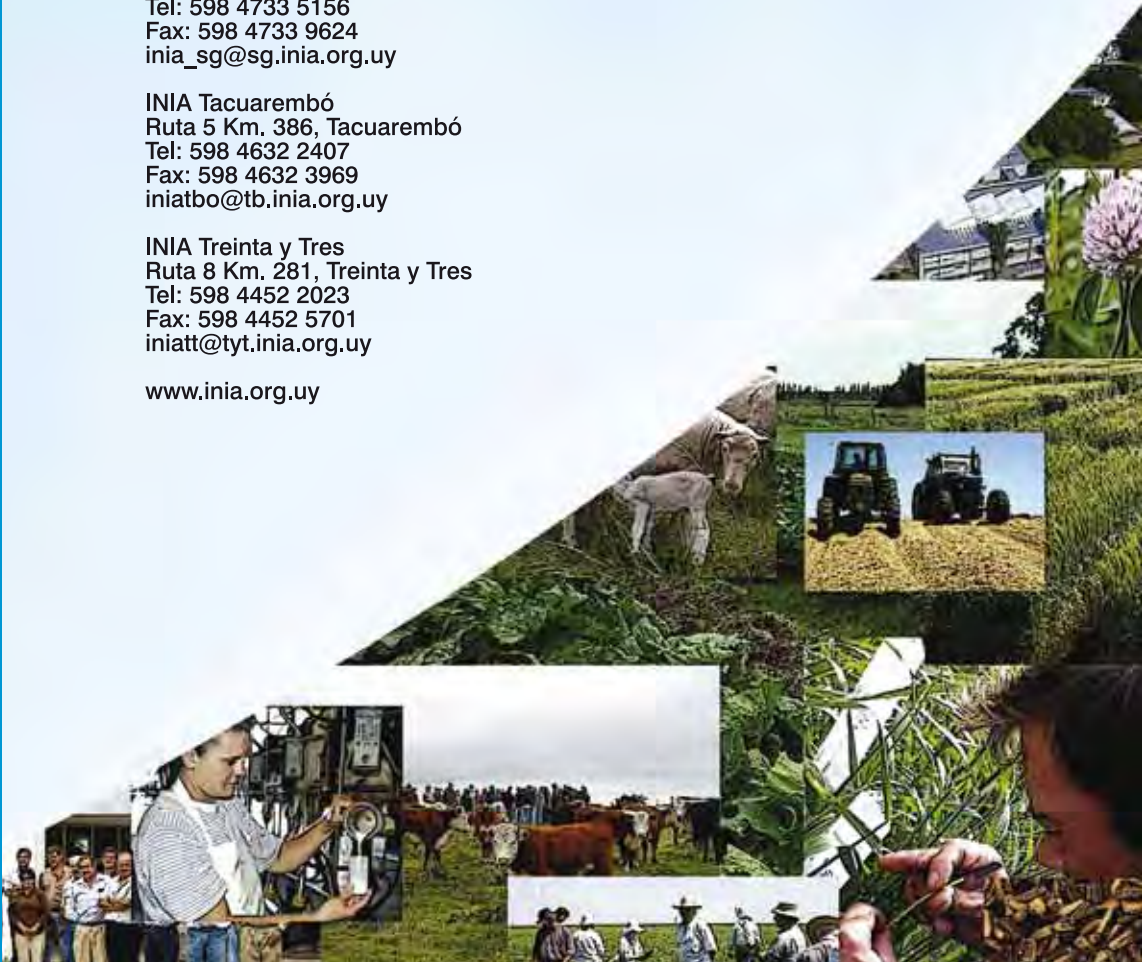 Tel: 598 4733 5156
Fax: 598 4733 9624
inia_sg@sg.inia.org.uy
INIA Tacuarembó
Ruta 5 Km. 386, Tacuarembó
Tel: 598 4632 2407
Fax: 598 4632 3969
iniatbo@tb.inia.org.uy
INIA Treinta y Tres
Ruta 8 Km. 281, Treinta y Tres
Tel: 598 4452 2023
Fax: 598 4452 5701
iniatt@tyt.inia.org.uy
www.inia.org.uy